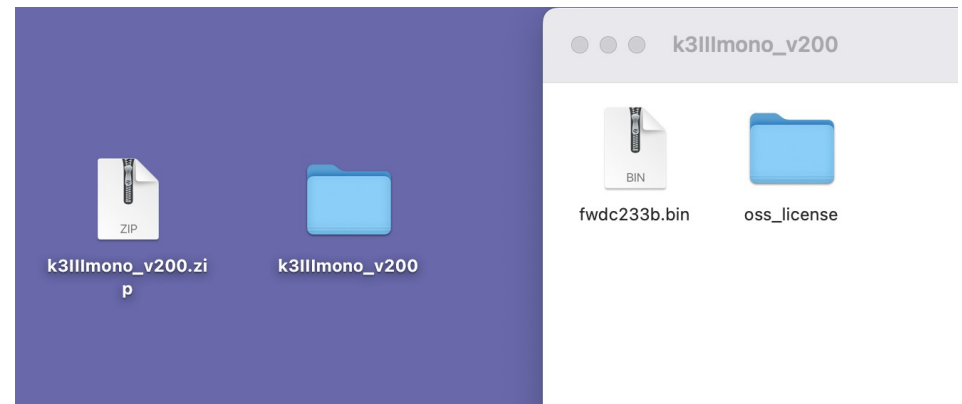 ZIP
k3IIImono_v200.zi
p
k3IIImono_v200
k3IIImono_v200
BIN
fwdc233b.bin
oss_license